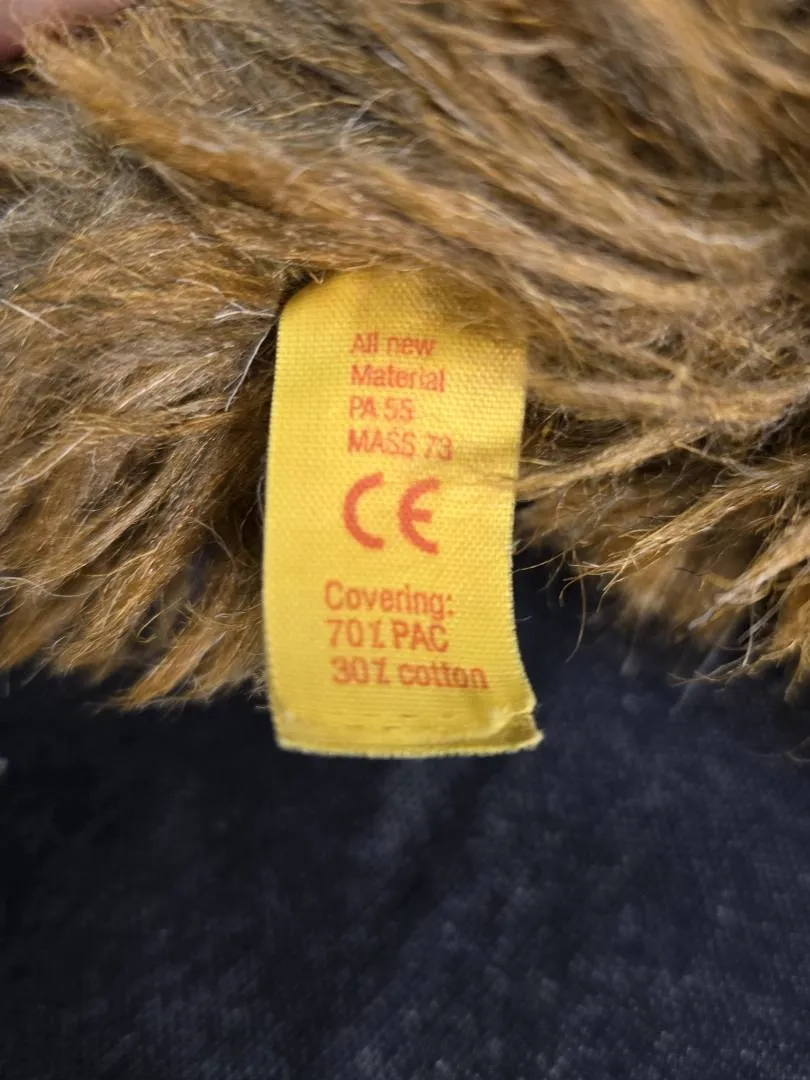 All new
Material
PA 55
MASS 73
CE
Covering:
70% PAC
30% cotton